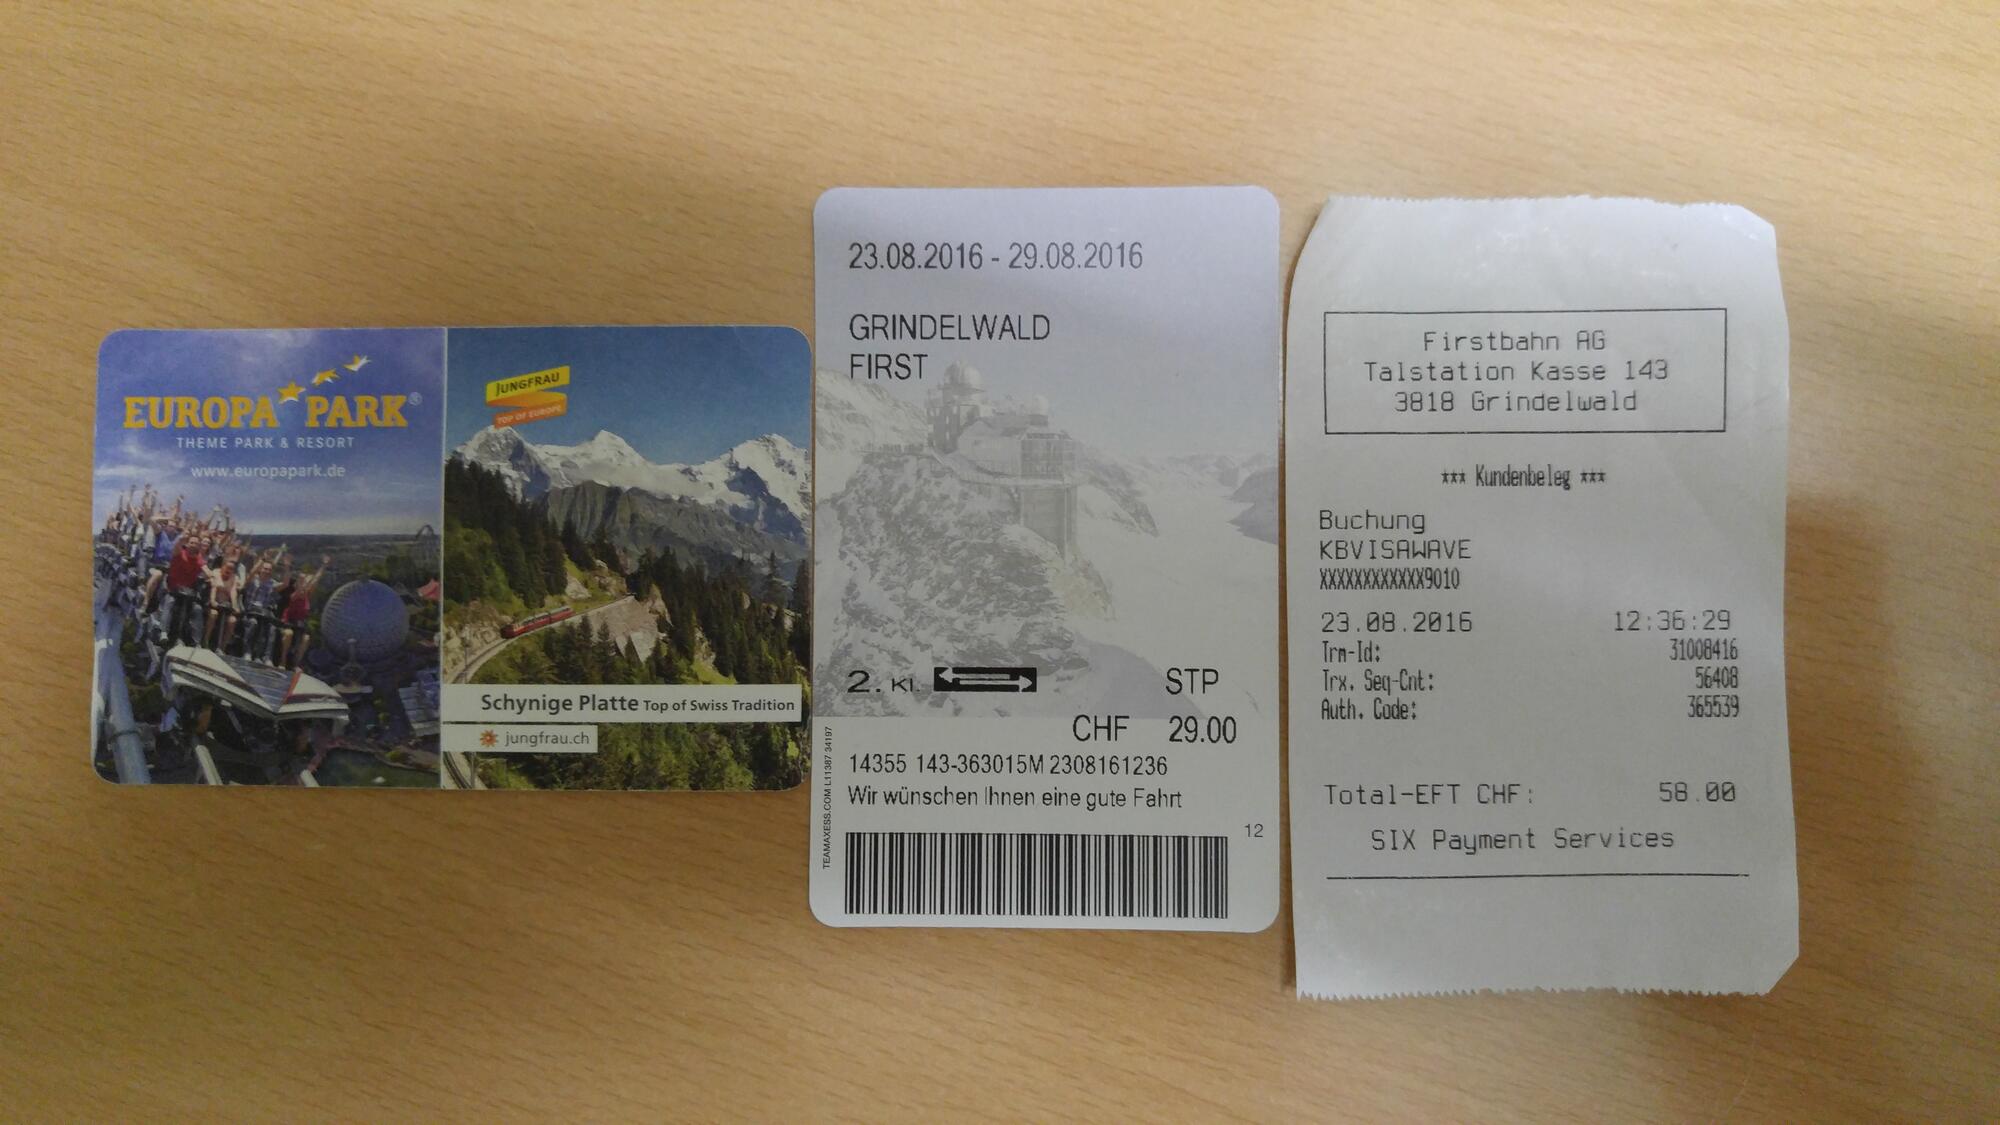 EUROPA PARK®
THEME PARK & RESORT
www.europapark.de
JUNGFRAU
TOP OF EUROPE
Schynige Platte Top of Swiss Tradition
jungfrau.ch
23.08.2016 - 29.08.2016
GRINDELWALD
FIRST
2. Kl.
STP
CHF 29.00
14355 143-363015M 2308161236
Wir wünschen Ihnen eine gute Fahrt
12
TEAMAXESS.COM L11387 34197
Firstbahn AG
Talstation Kasse 143
3818 Grindelwald
*** Kundenbeleg ***
Buchung
KBVISAWAVE
XXXXXXXXXXXX9010
23.08.2016 12:36:29
Trm-Id: 31008416
Trx. Seq-Cnt: 56408
Auth. Code: 365539
Total-EFT CHF: 58.00
SIX Payment Services